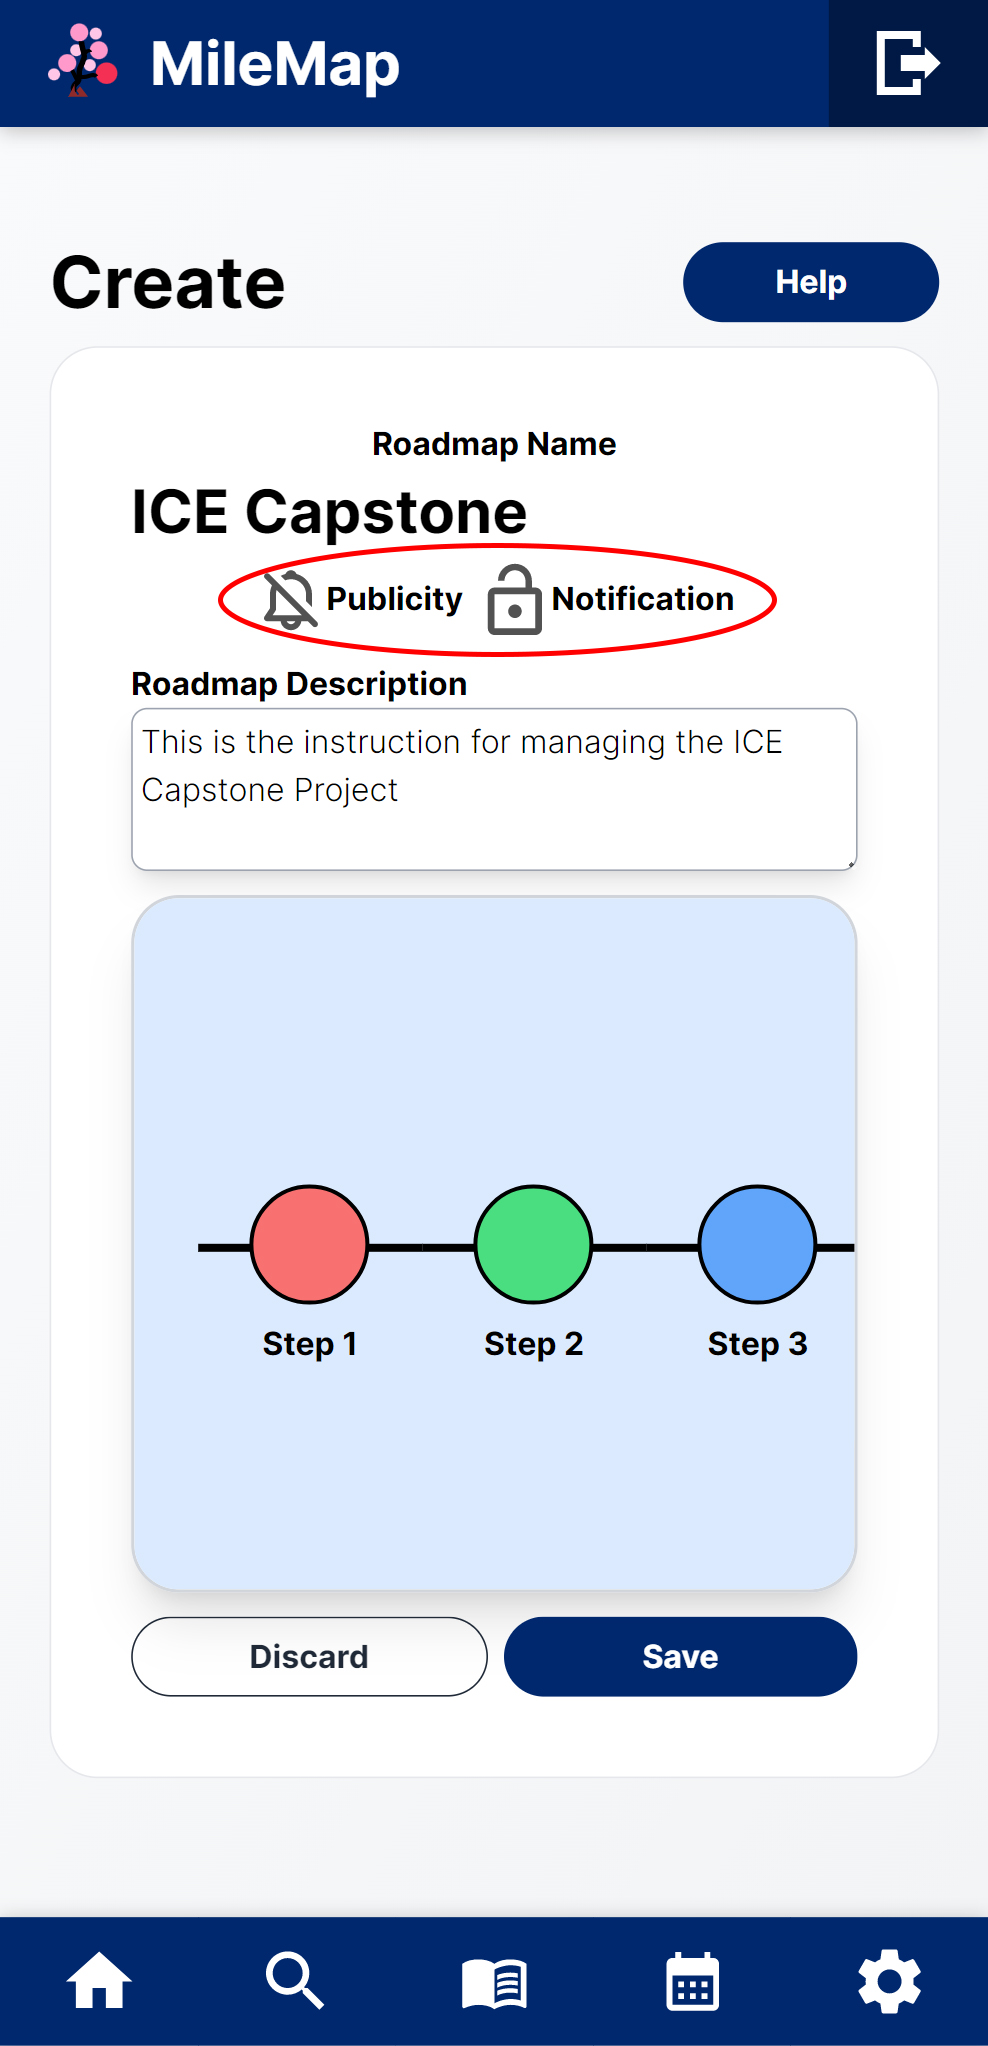 MileMap
Create
Help
Roadmap Name
ICE Capstone
Publicity Notification
Roadmap Description
This is the instruction for managing the ICE
Capstone Project
Step 1 Step 2 Step 3
Discard Save